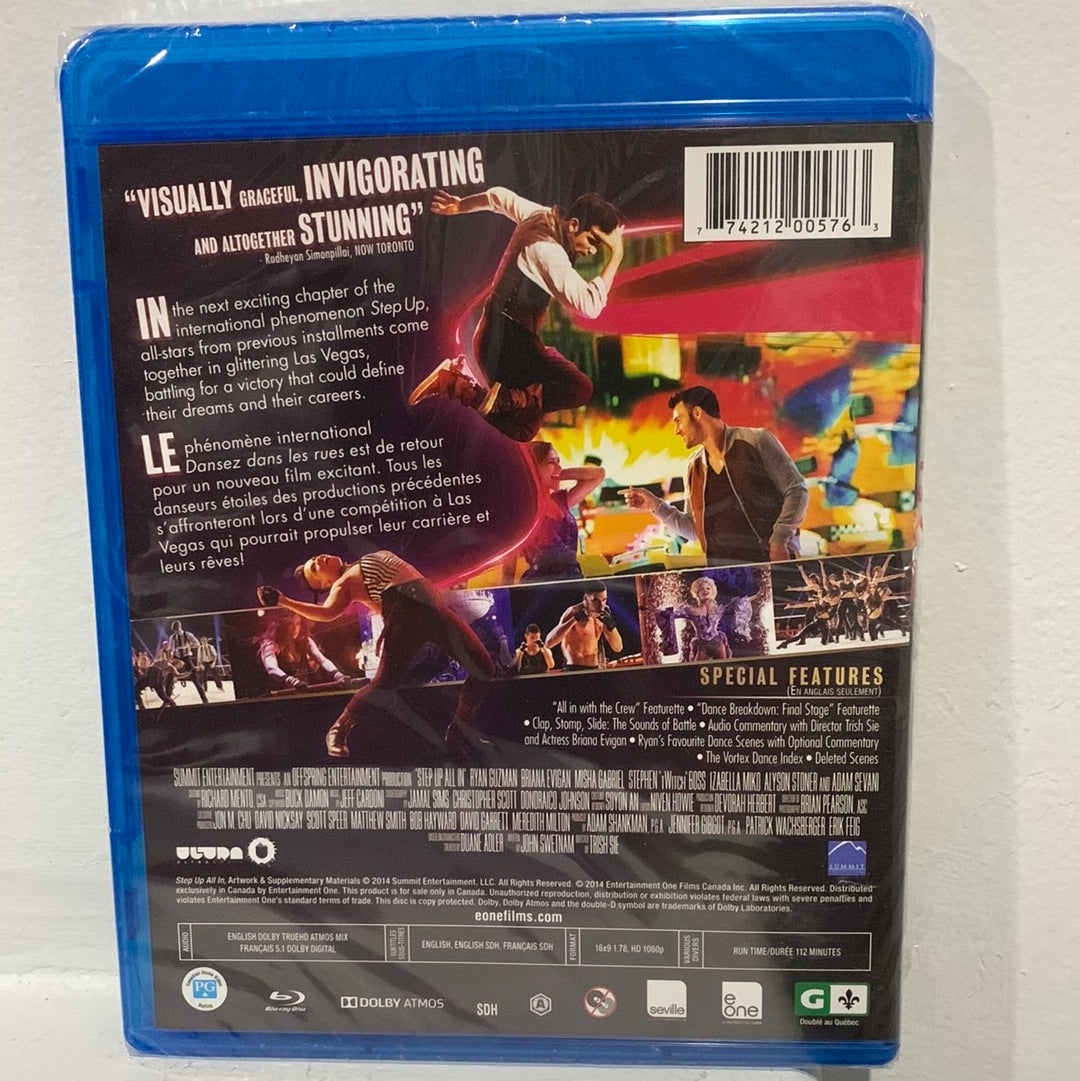 “VISUALLY GRACEFUL, INVIGORATING
AND ALTOGETHER STUNNING”
- Radheyan Simonpillai, NOW TORONTO
7 74212 00576 3
IN the next exciting chapter of the
international phenomenon Step Up,
all-stars from previous installments come
together in glittering Las Vegas,
battling for a victory that could define
their dreams and their careers.
LE phénomène international
Dansez dans les rues est de retour
pour un nouveau film excitant. Tous les
danseurs étoiles des productions précédentes
s'affronteront lors d'une compétition à Las
Vegas qui pourrait propulser leur carrière et
leurs rêves!
SPECIAL FEATURES
(EN ANGLAIS SEULEMENT)
"All in with the Crew" Featurette • "Dance Breakdown: Final Stage" Featurette
• Clap, Stomp, Slide: The Sounds of Battle • Audio Commentary with Director Trish Sie
and Actress Briana Evigan • Ryan's Favourite Dance Scenes with Optional Commentary
• The Vortex Dance Index • Deleted Scenes
SUMMIT ENTERTAINMENT PRESENTS AN OFFSPRING ENTERTAINMENT PRODUCTION "STEP UP ALL IN" RYAN GUZMAN BRIANA EVIGAN MISHA GABRIEL STEPHEN "tWitch" BOSS IZABELLA MIKO ALYSON STONER AND ADAM SEVANI
RICHARD MENTO CSA BUCK DAMON JEFF CARDONI JAMAL SIMS CHRISTOPHER SCOTT DONDRAICO JOHNSON SOYON AN NIVEN HOWIE DEVORAH HERBERT BRIAN PEARSON, ASC
JON M. CHU DAVID NICKSAY SCOTT SPEER MATTHEW SMITH BOB HAYWARD DAVID GARRETT MEREDITH MILTON ADAM SHANKMAN, P.G.A. JENNIFER GIBGOT, P.G.A. PATRICK WACHSBERGER ERIK FEIG
DUANE ADLER JOHN SWETNAM TRISH SIE
ULTRA
SUMMIT
Step Up All In, Artwork & Supplementary Materials © 2014 Summit Entertainment, LLC. All Rights Reserved. © 2014 Entertainment One Films Canada Inc. All Rights Reserved. Distributed
exclusively in Canada by Entertainment One. This product is for sale only in Canada. Unauthorized reproduction, distribution or exhibition violates federal laws with severe penalties and
violates Entertainment One's standard terms of trade. This disc is copy protected. Dolby, Dolby Atmos and the double-D symbol are trademarks of Dolby Laboratories.
eonefilms.com
AUDIO
ENGLISH DOLBY TRUEHD ATMOS MIX
FRANÇAIS 5.1 DOLBY DIGITAL
SUBTITLES
SOUS-TITRES
ENGLISH, ENGLISH SDH, FRANÇAIS SDH
FORMAT
16x9 1.78, HD 1080p
VARIOUS
DIVERS
RUN TIME/DURÉE 112 MINUTES
Canadian Home Video
PG
Rating
Blu-ray Disc
DOLBY ATMOS
SDH
A
seville
e one
G
Doublé au Québec